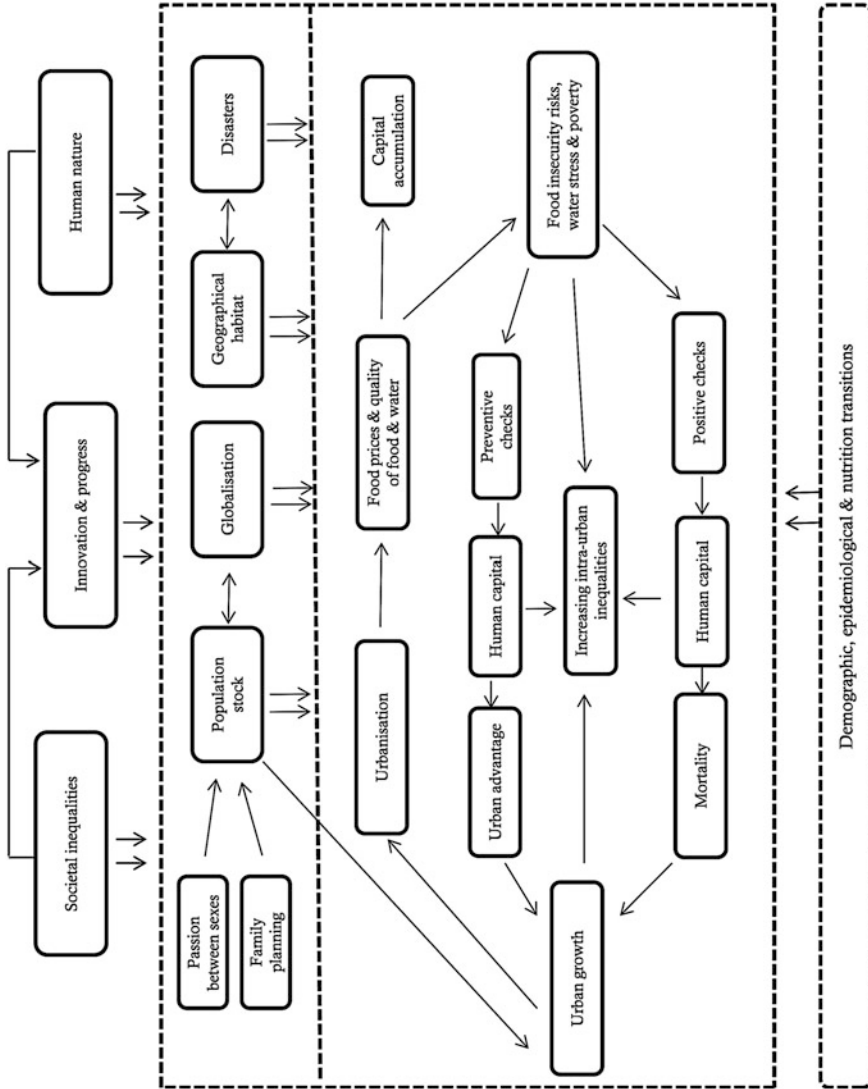 Societal inequalities
Innovation & progress
Human nature
Passion
between sexes
Family
planning
Population
stock
Globalisation
Geographical
habitat
Disasters
Urbanisation
Food prices & quality
of food & water
Capital
accumulation
Urban advantage
Human capital
Preventive
checks
Food insecurity risks,
water stress & poverty
Urban growth
Increasing intra-urban
inequalities
Mortality
Human capital
Positive checks
Demographic, epidemiological & nutrition transitions